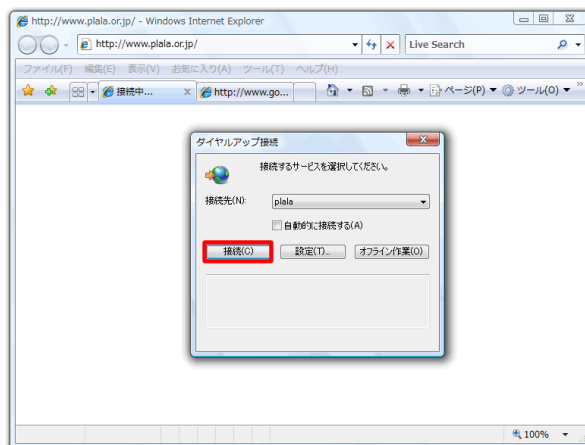 http://www.plala.or.jp/ - Windows Internet Explorer
http://www.plala.or.jp/
Live Search
ファイル(F) 編集(E) 表示(V) お気に入り(A) ツール(T) ヘルプ(H)
接続中... http://www.go... ページ(P) ツール(O)
ダイヤルアップ接続
接続するサービスを選択してください。
接続先(N): plala
自動的に接続する(A)
接続(C) 設定(T)... オフライン作業(O)
100%